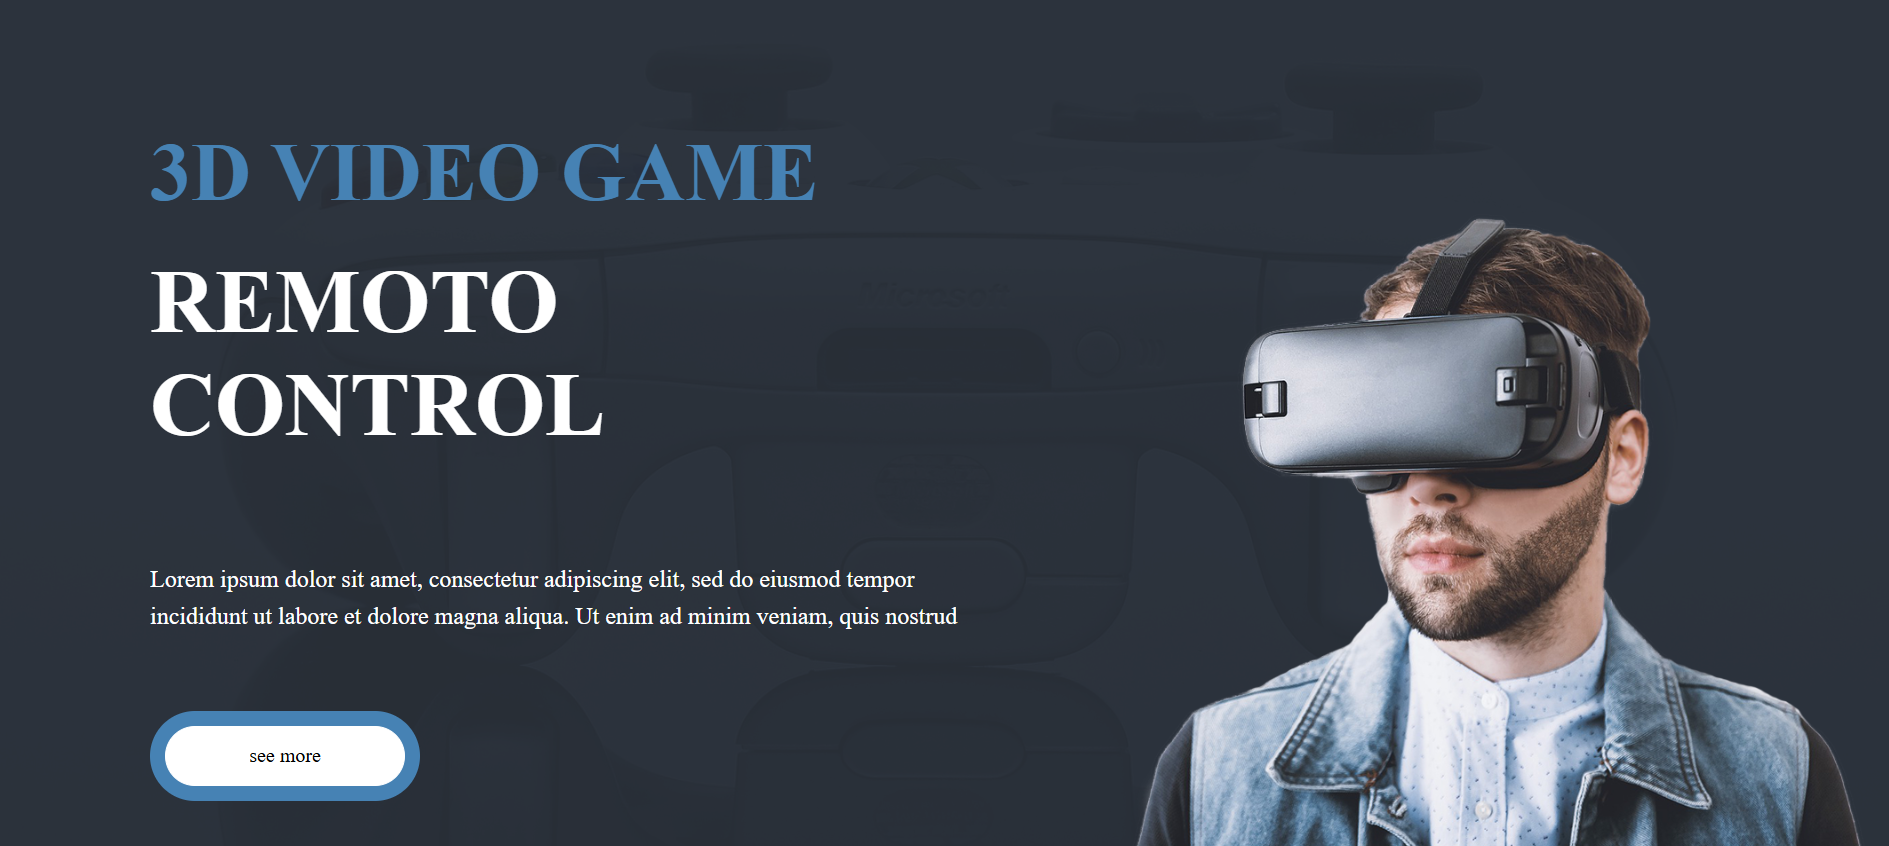 3D VIDEO GAME
REMOTO
CONTROL
Lorem ipsum dolor sit amet, consectetur adipiscing elit, sed do eiusmod tempor
incididunt ut labore et dolore magna aliqua. Ut enim ad minim veniam, quis nostrud
see more